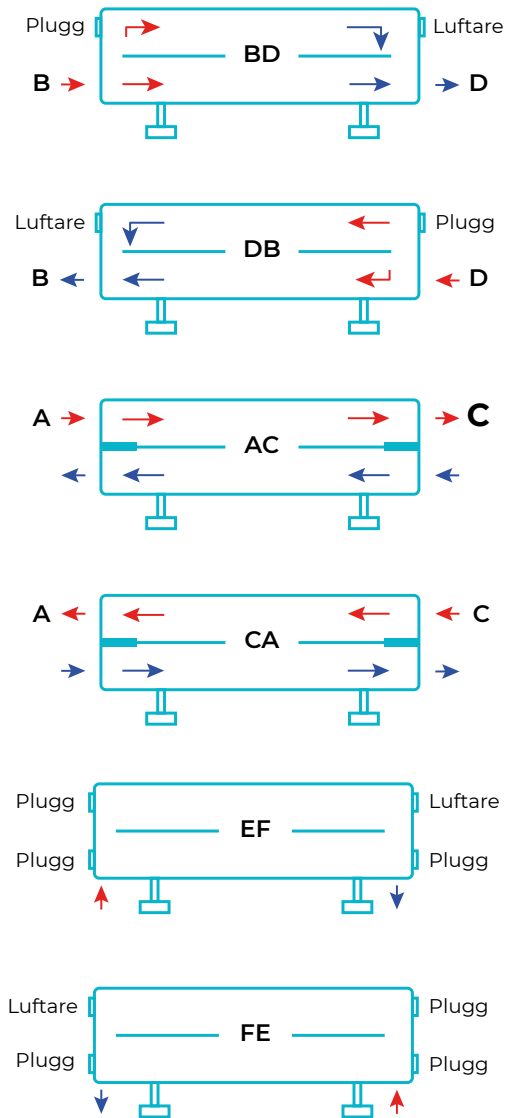 Plugg Luftare
BD
B D
Luftare Plugg
DB
B D
A C
AC
A C
CA
Plugg EF Luftare
Plugg Plugg
Luftare Plugg
FE
Plugg Plugg